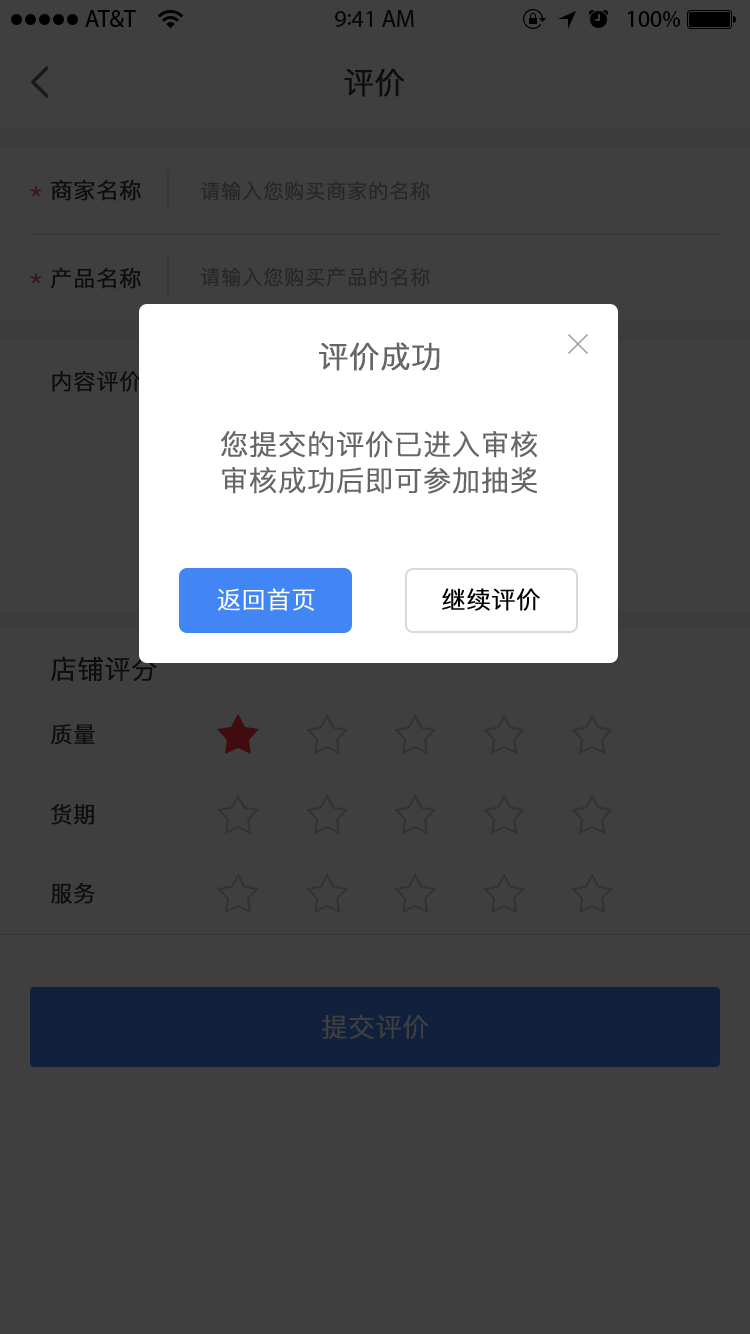 AT&T 9:41 AM 100%
评价
* 商家名称 请输入您购买商家的名称
* 产品名称 请输入您购买产品的名称
内容评价
评价成功
您提交的评价已进入审核
审核成功后即可参加抽奖
返回首页 继续评价
店铺评分
质量
货期
服务
提交评价